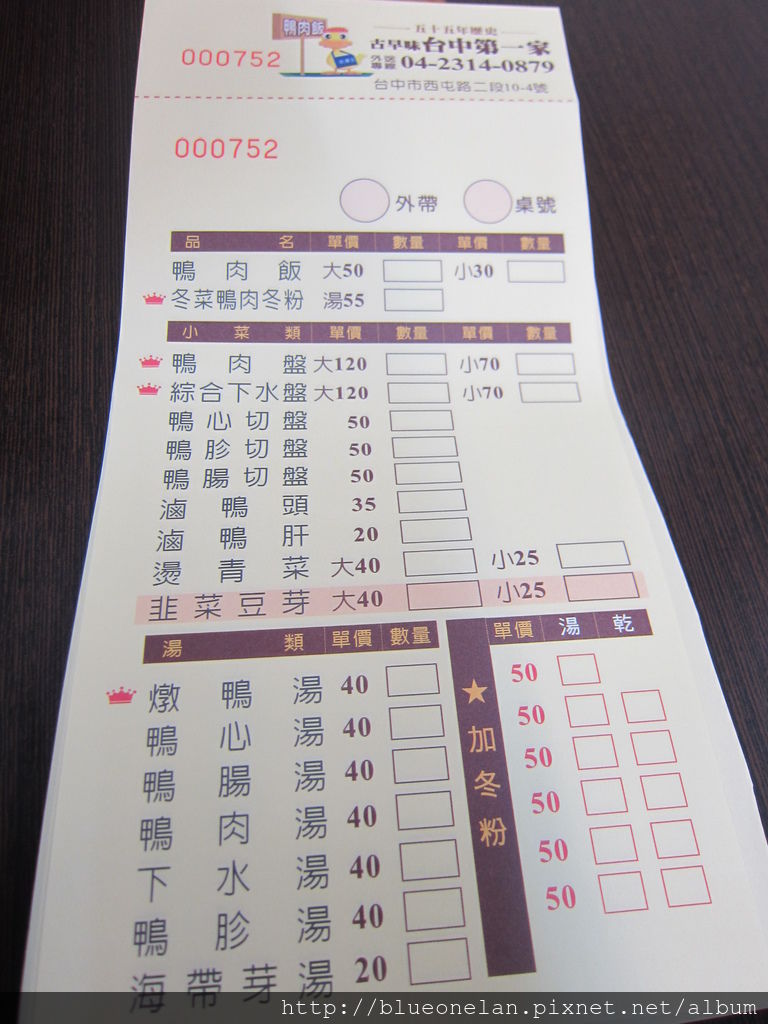 鴨肉飯
五十五年歷史
000752
古早味台中第一家
外送專線 04-2314-0879
台中市西屯路二段10-4號
000752
外帶 桌號
品名 單價 數量 單價 數量
鴨肉飯 大50 小30
冬菜鴨肉冬粉 湯55
小菜類 單價 數量 單價 數量
鴨肉盤 大120 小70
綜合下水盤 大120 小70
鴨心切盤 50
鴨胗切盤 50
鴨腸切盤 50
滷鴨頭 35
滷鴨肝 20
燙青菜 大40 小25
韭菜豆芽 大40 小25
湯類 單價 數量 ★加冬粉 單價 湯 乾
燉鴨湯 40 50
鴨心湯 40 50
鴨腸湯 40 50
鴨肉湯 40 50
下水湯 40 50
鴨胗湯 40 50
海帶芽湯 20
http://blueonelan.pixnet.net/album